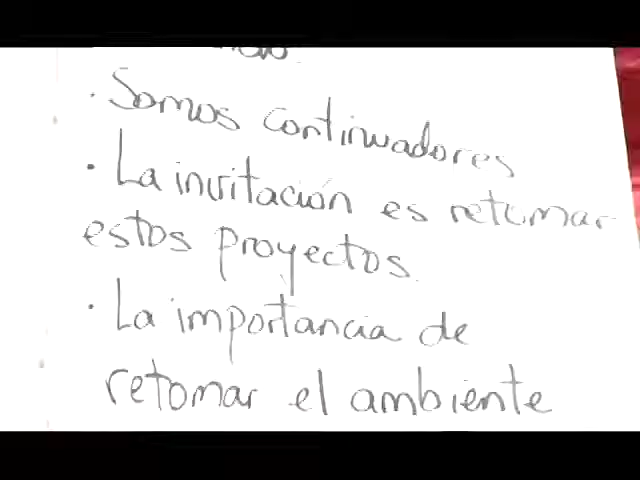 · Somos continuadores
· La invitación es retomar
estos proyectos.
· La importancia de
retomar el ambiente